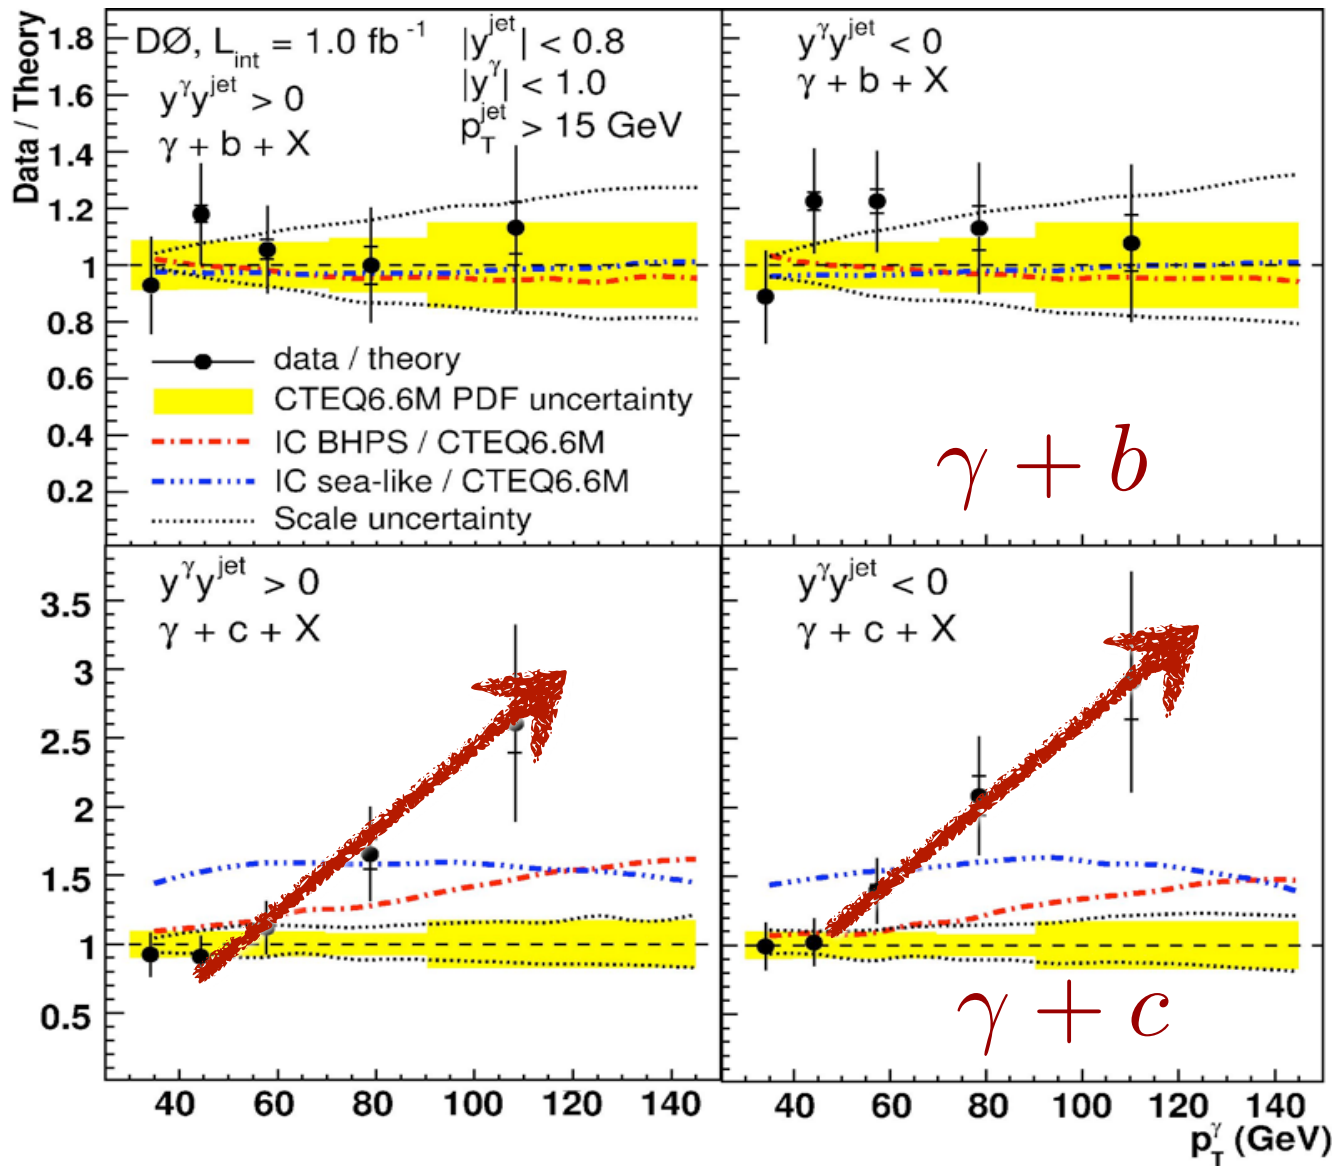 Data / Theory
1.8
1.6
1.4
1.2
1
0.8
0.6
0.4
0.2
DØ, L_int = 1.0 fb^-1
y^γ y^jet > 0
γ + b + X
|y^jet| < 0.8
|y^γ| < 1.0
p_T^jet > 15 GeV
data / theory
CTEQ6.6M PDF uncertainty
IC BHPS / CTEQ6.6M
IC sea-like / CTEQ6.6M
Scale uncertainty
y^γ y^jet < 0
γ + b + X
γ + b
3.5
3
2.5
2
1.5
1
0.5
y^γ y^jet > 0
γ + c + X
y^γ y^jet < 0
γ + c + X
γ + c
40 60 80 100 120 140
40 60 80 100 120 140
p_T^γ (GeV)